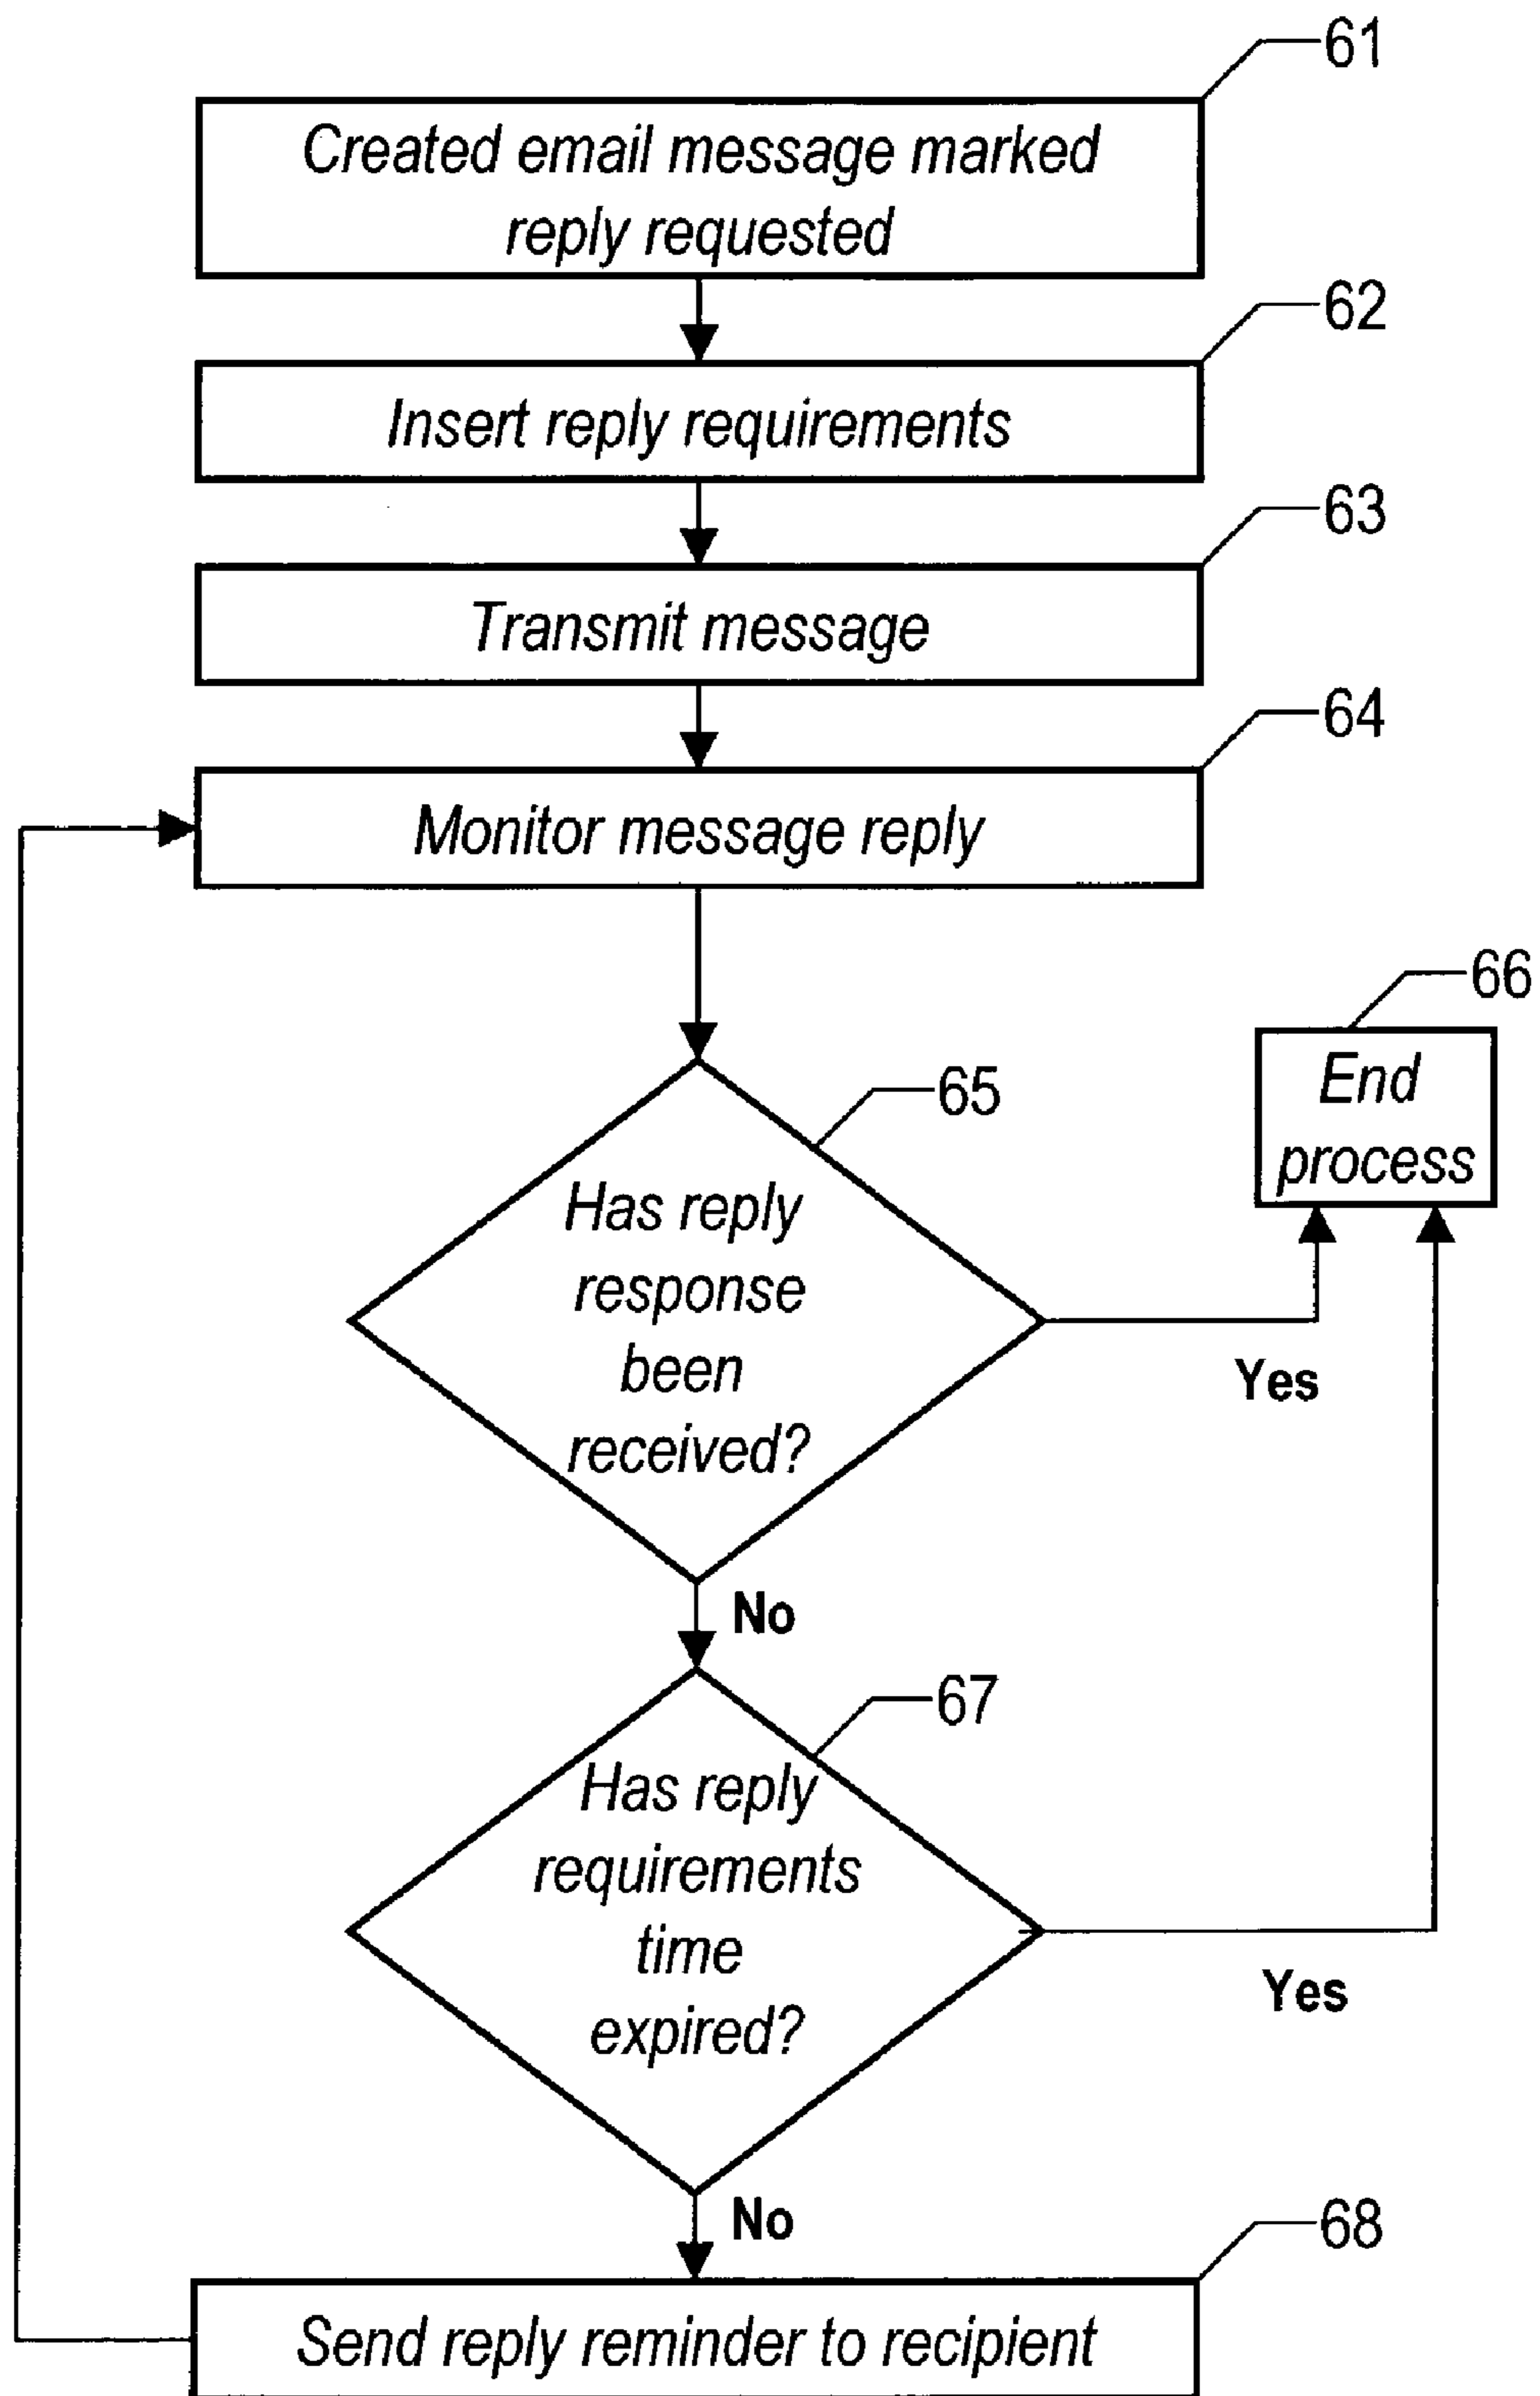 61
Created email message marked
reply requested
62
Insert reply requirements
63
Transmit message
64
Monitor message reply
66
End
process
65
Has reply
response
been
received?
Yes
No
67
Has reply
requirements
time
expired?
Yes
No
68
Send reply reminder to recipient